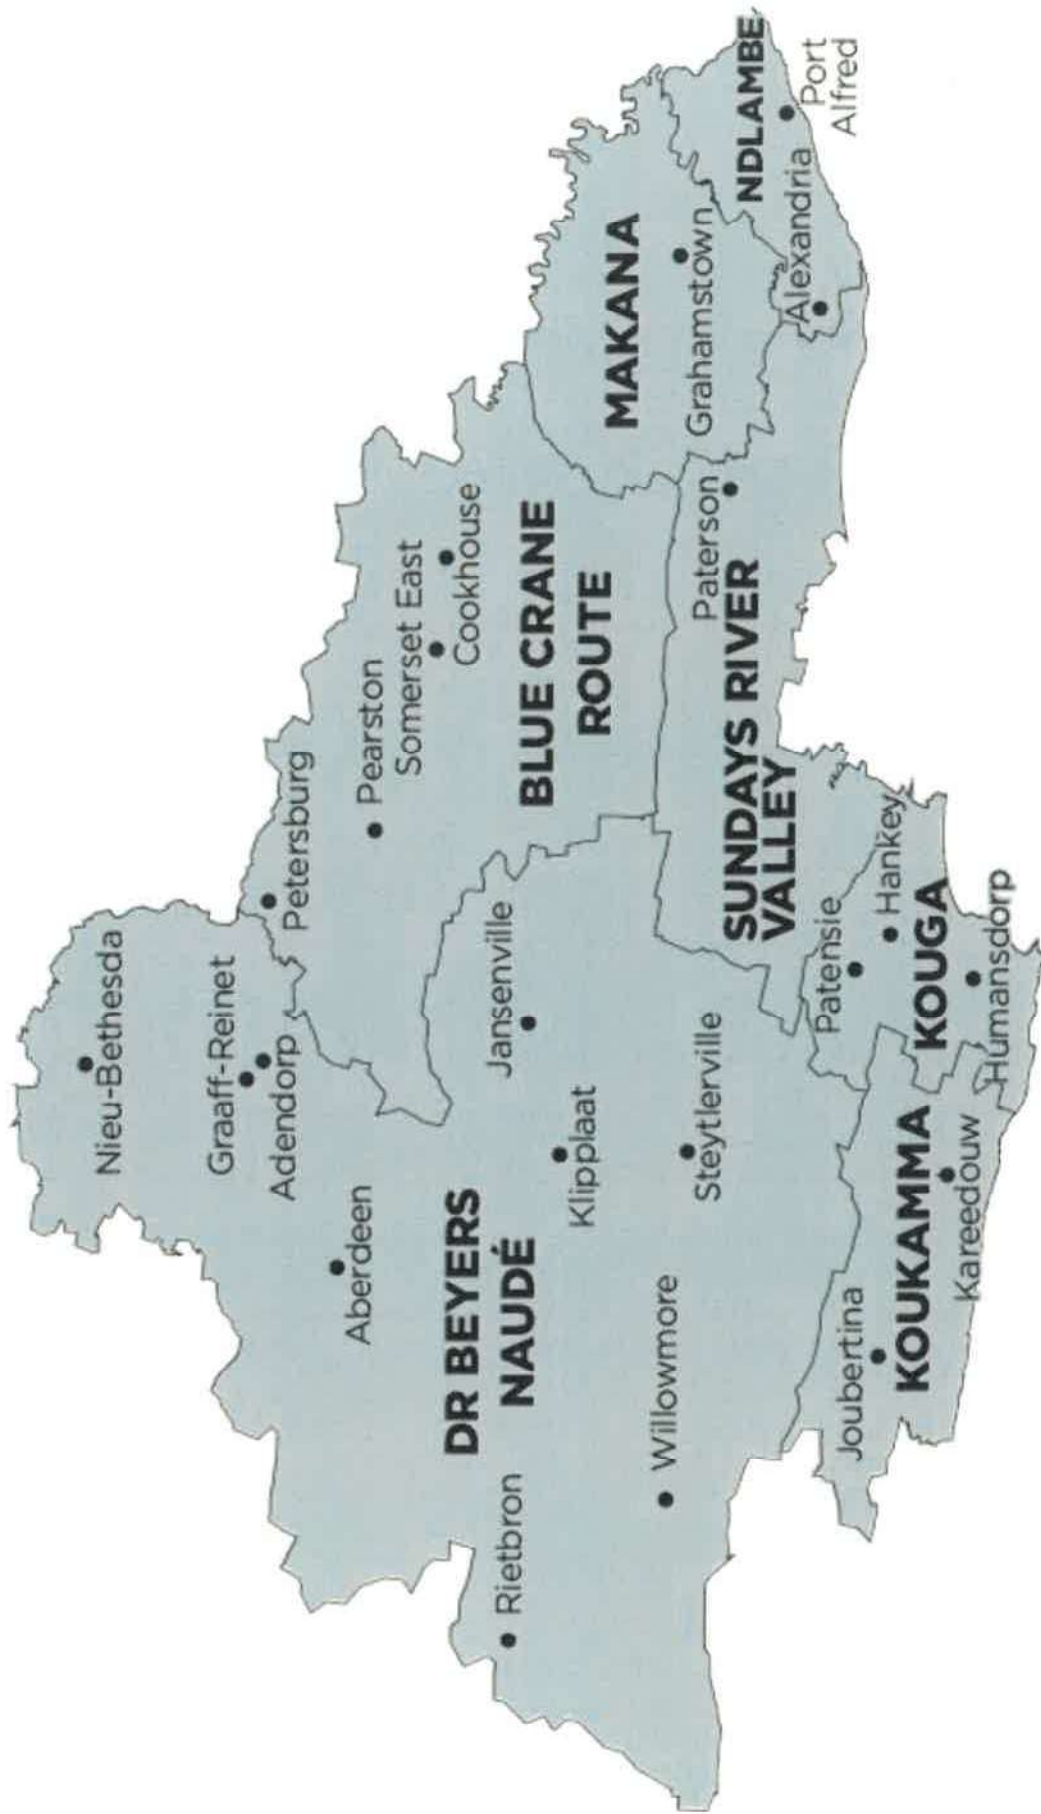 Nieu-Bethesda
Graaff-Reinet
Adendorp
Petersburg
Aberdeen
Pearston
Somerset East
Cookhouse
DR BEYERS
NAUDÉ
Jansenville
BLUE CRANE
ROUTE
Rietbron
Klipplaat
MAKANA
Willowmore
Steytlerville
Paterson
Grahamstown
SUNDAYS RIVER
VALLEY
NDLAMBE
Alexandria
Port
Alfred
Joubertina
Patensie
Hankey
KOUKAMMA
KOUGA
Kareedouw
Humansdorp